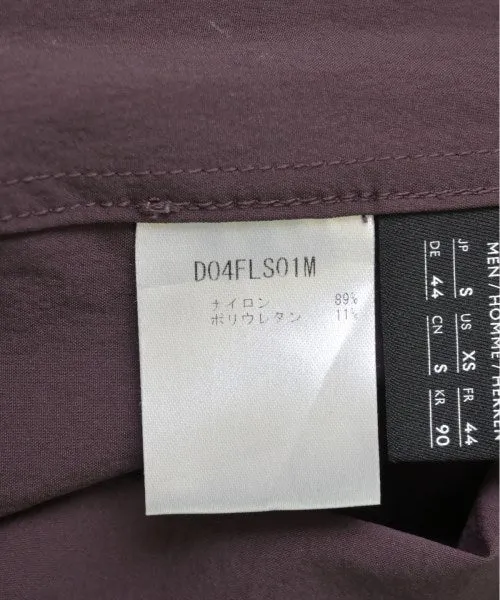 D04FLS01M
ナイロン 89%
ポリウレタン 11%
MEN / HOMME / HERREN
JP S US XS FR 44
DE 44 CN S KR 90